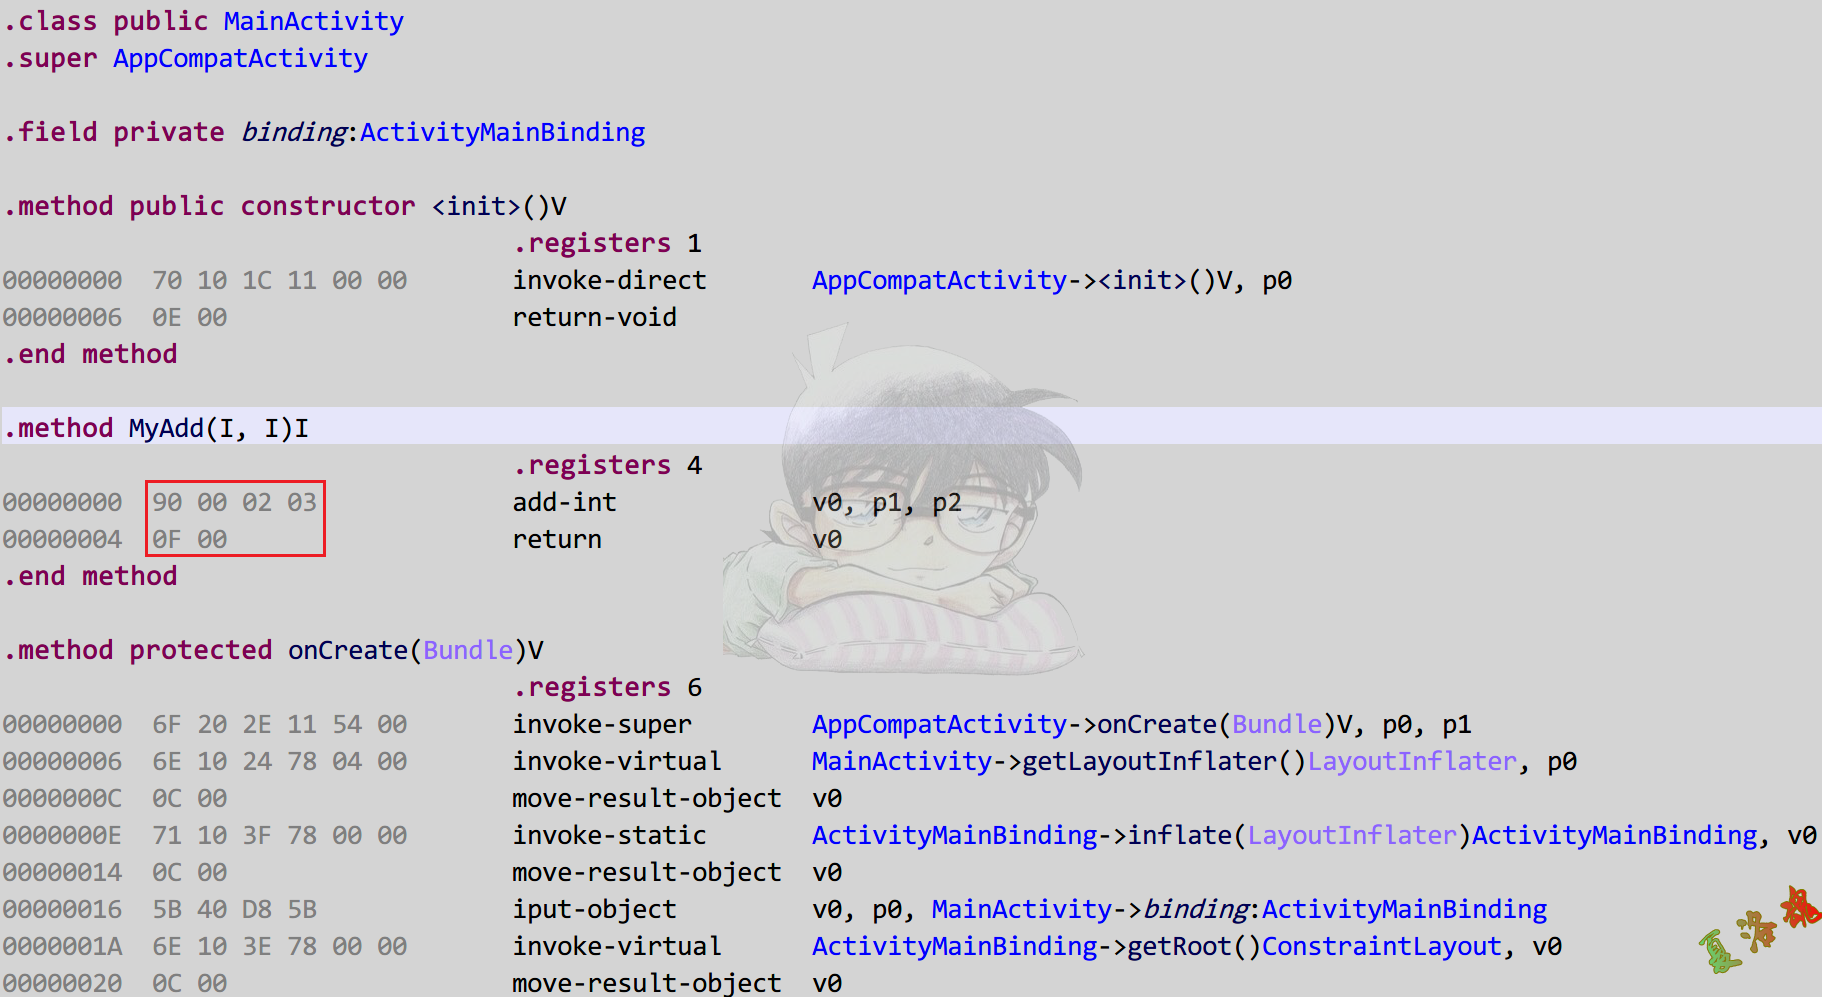 .class public MainActivity
.super AppCompatActivity
.field private binding:ActivityMainBinding
.method public constructor <init>()V
.registers 1
00000000 70 10 1C 11 00 00 invoke-direct AppCompatActivity-><init>()V, p0
00000006 0E 00 return-void
.end method
.method MyAdd(I, I)I
.registers 4
00000000 90 00 02 03 add-int v0, p1, p2
00000004 0F 00 return v0
.end method
.method protected onCreate(Bundle)V
.registers 6
00000000 6F 20 2E 11 54 00 invoke-super AppCompatActivity->onCreate(Bundle)V, p0, p1
00000006 6E 10 24 78 04 00 invoke-virtual MainActivity->getLayoutInflater()LayoutInflater, p0
0000000C 0C 00 move-result-object v0
0000000E 71 10 3F 78 00 00 invoke-static ActivityMainBinding->inflate(LayoutInflater)ActivityMainBinding, v0
00000014 0C 00 move-result-object v0
00000016 5B 40 D8 5B iput-object v0, p0, MainActivity->binding:ActivityMainBinding
0000001A 6E 10 3E 78 00 00 invoke-virtual ActivityMainBinding->getRoot()ConstraintLayout, v0
00000020 0C 00 move-result-object v0
夏洛魂